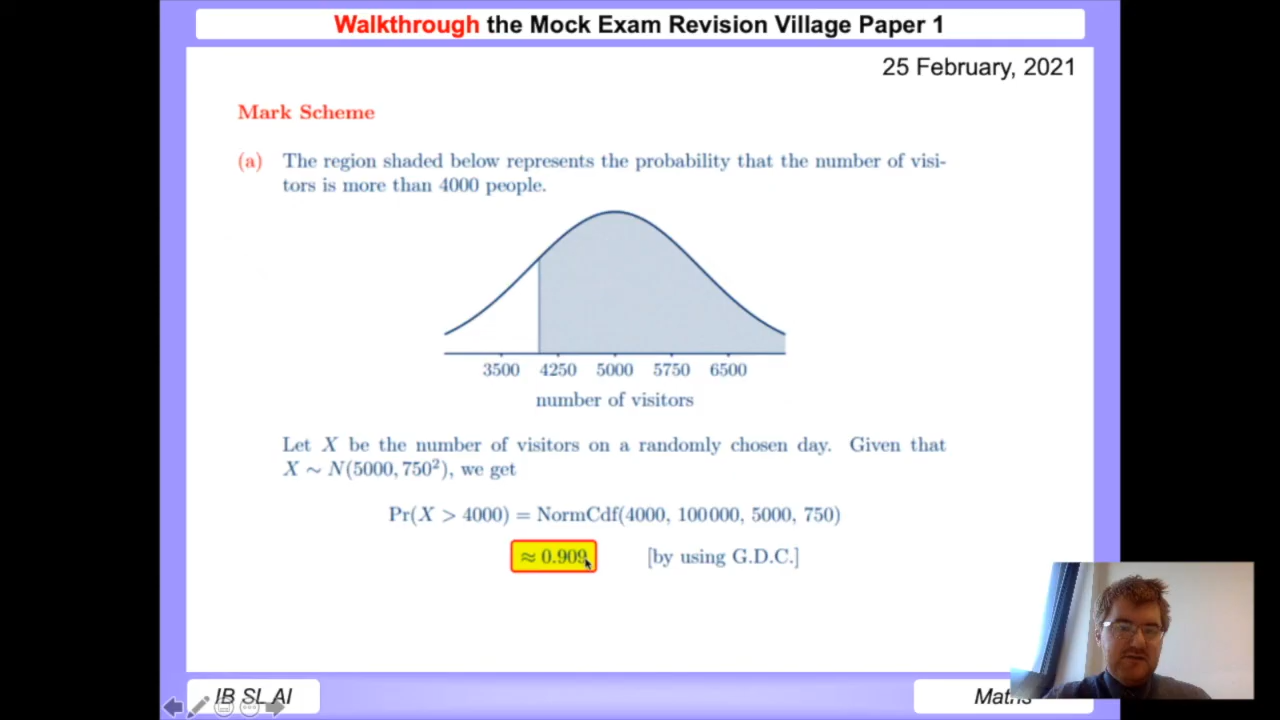 Walkthrough the Mock Exam Revision Village Paper 1
25 February, 2021
Mark Scheme
(a) The region shaded below represents the probability that the number of visi-
tors is more than 4000 people.
3500 4250 5000 5750 6500
number of visitors
Let X be the number of visitors on a randomly chosen day. Given that
X ∼ N(5000, 750²), we get
Pr(X > 4000) = NormCdf(4000, 100000, 5000, 750)
≈ 0.909 [by using G.D.C.]
IB SL AI